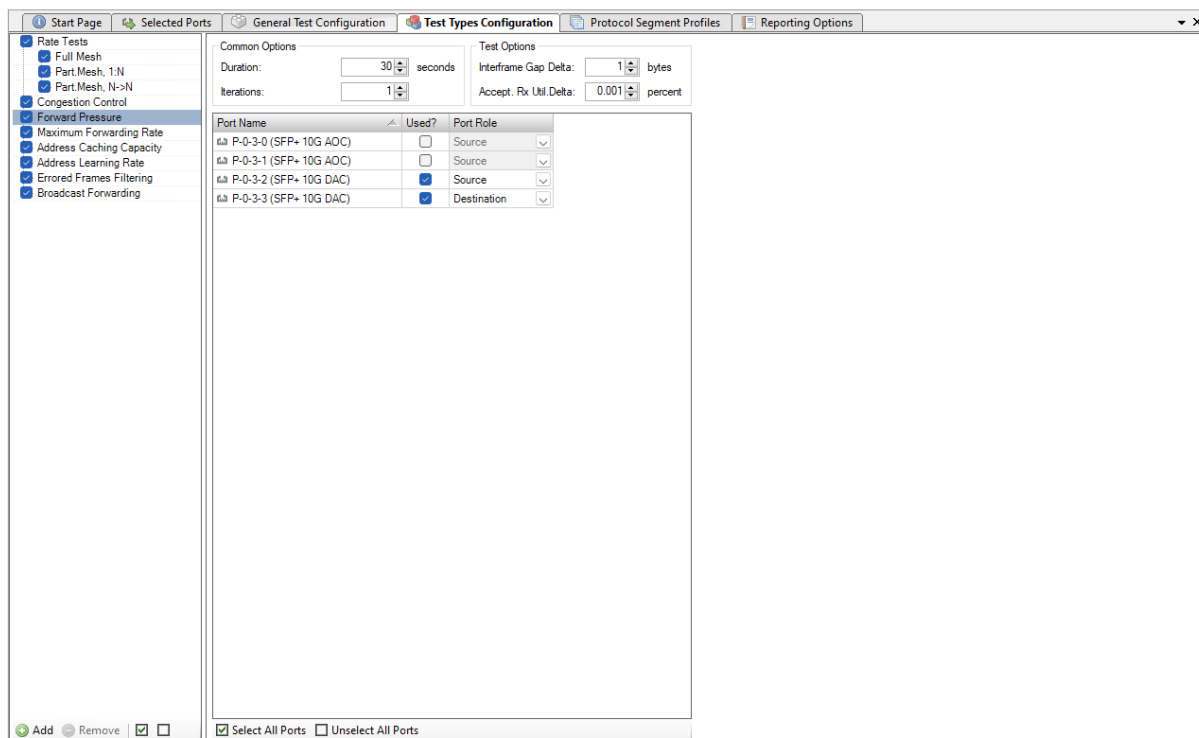 Start Page Selected Ports General Test Configuration Test Types Configuration Protocol Segment Profiles Reporting Options
Rate Tests
Full Mesh
Part.Mesh, 1:N
Part.Mesh, N->N
Congestion Control
Forward Pressure
Maximum Forwarding Rate
Address Caching Capacity
Address Learning Rate
Errored Frames Filtering
Broadcast Forwarding
Common Options
Duration: 30 seconds
Iterations: 1
Test Options
Interframe Gap Delta: 1 bytes
Accept. Rx Util.Delta: 0.001 percent
Port Name Used? Port Role
P-0-3-0 (SFP+ 10G AOC) Source
P-0-3-1 (SFP+ 10G AOC) Source
P-0-3-2 (SFP+ 10G DAC) Source
P-0-3-3 (SFP+ 10G DAC) Destination
Add Remove
Select All Ports Unselect All Ports